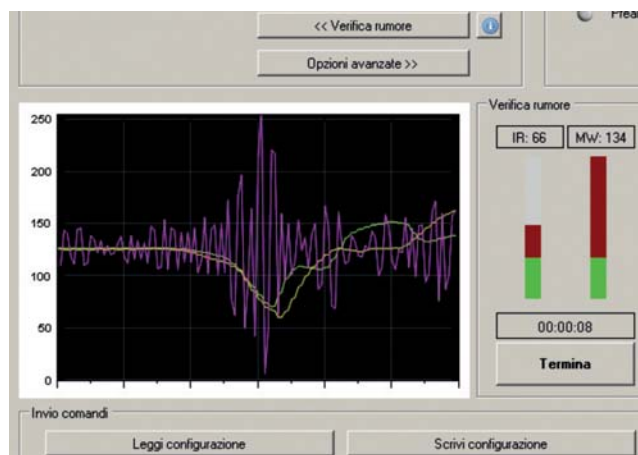 << Verifica rumore
Opzioni avanzate >>
Verifica rumore
IR: 66
MW: 134
250
200
150
100
50
0
00:00:08
Termina
Invio comandi
Leggi configurazione
Scrivi configurazione